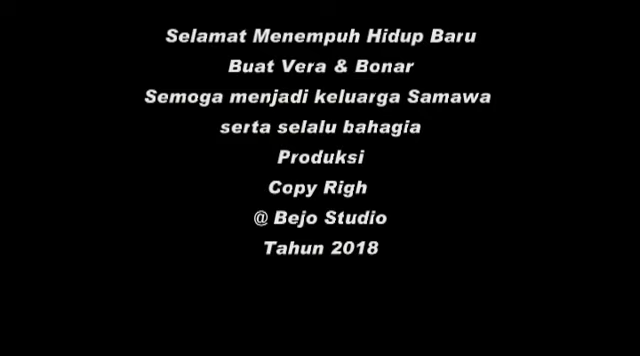 Selamat Menempuh Hidup Baru
Buat Vera & Bonar
Semoga menjadi keluarga Samawa
serta selalu bahagia
Produksi
Copy Righ
@ Bejo Studio
Tahun 2018